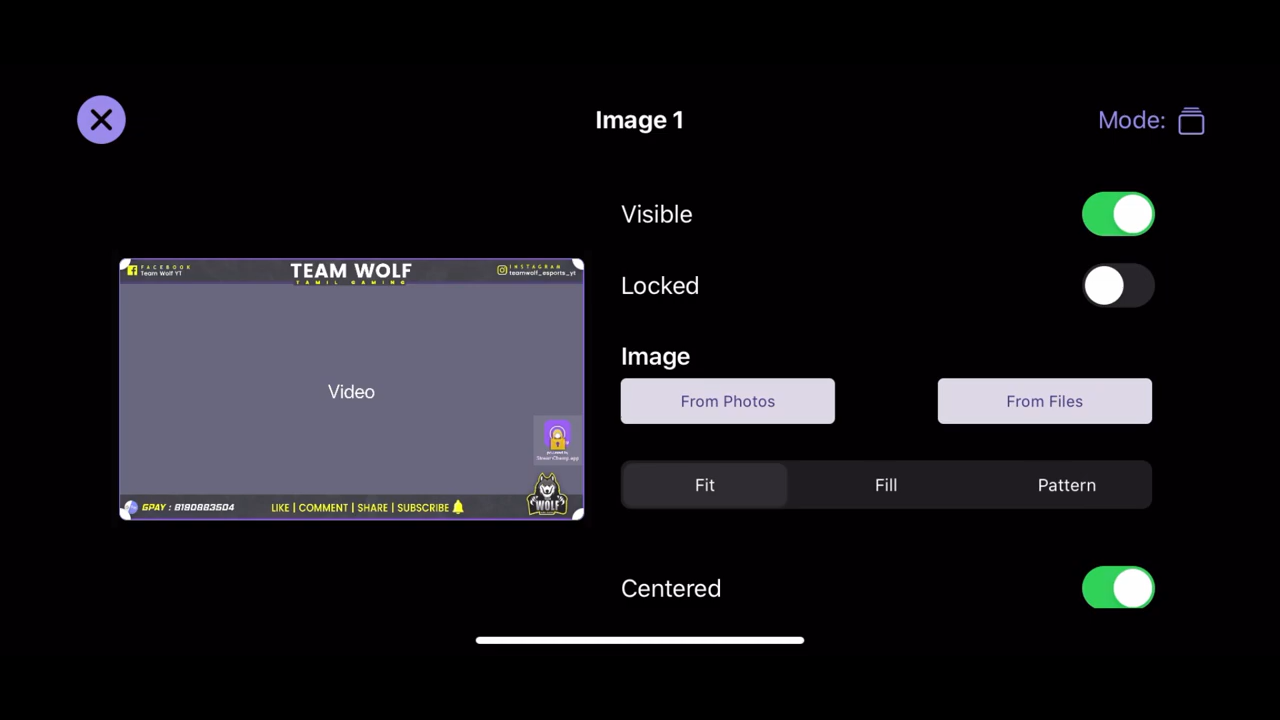 Image 1
Mode:
Visible
Locked
Image
From Photos
From Files
Fit
Fill
Pattern
Centered
FACEBOOK
Team Wolf YT
TEAM WOLF
TAMIL GAMING
INSTAGRAM
teamwolf_esports_yt
Video
GPAY : 8190883504
LIKE | COMMENT | SHARE | SUBSCRIBE
WOLF